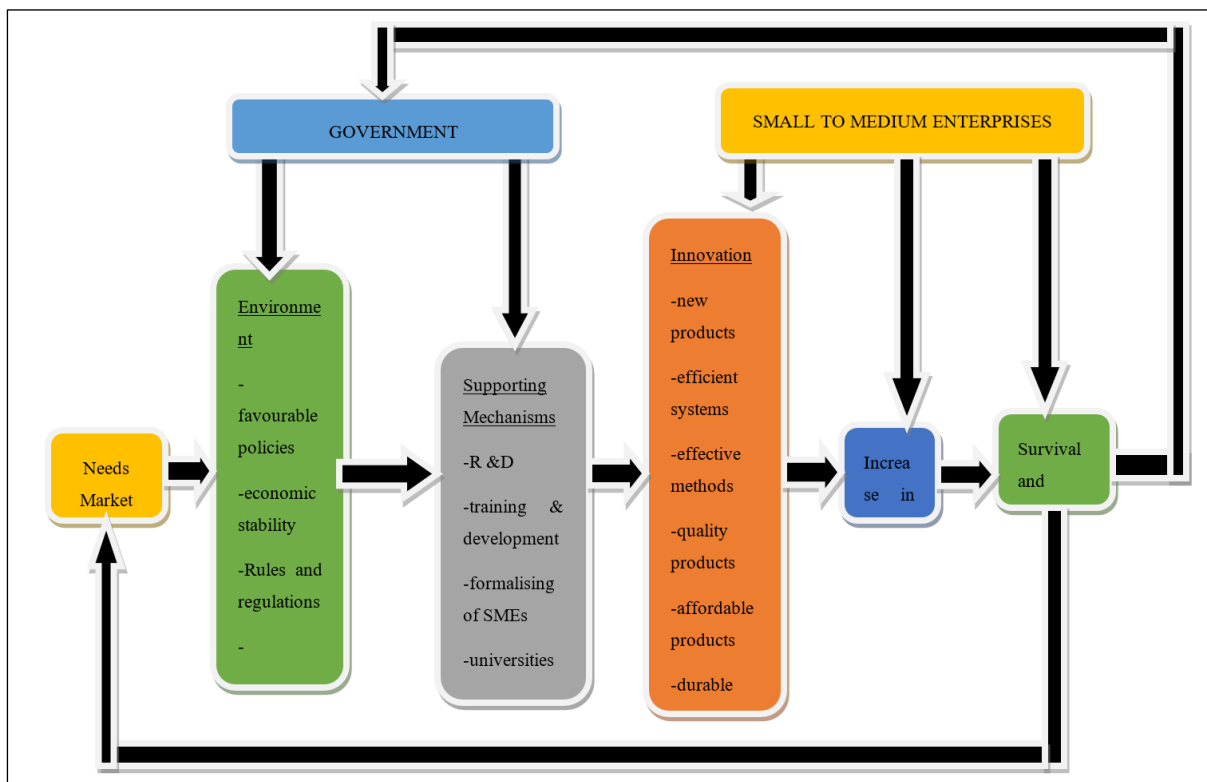 GOVERNMENT
SMALL TO MEDIUM ENTERPRISES
Needs
Market
Environme
nt
-
favourable
policies
-economic
stability
-Rules and
regulations
-
Supporting
Mechanisms
-R &D
-training &
development
-formalising
of SMEs
-universities
Innovation
-new
products
-efficient
systems
-effective
methods
-quality
products
-affordable
products
-durable
Increa
se in
Survival
and